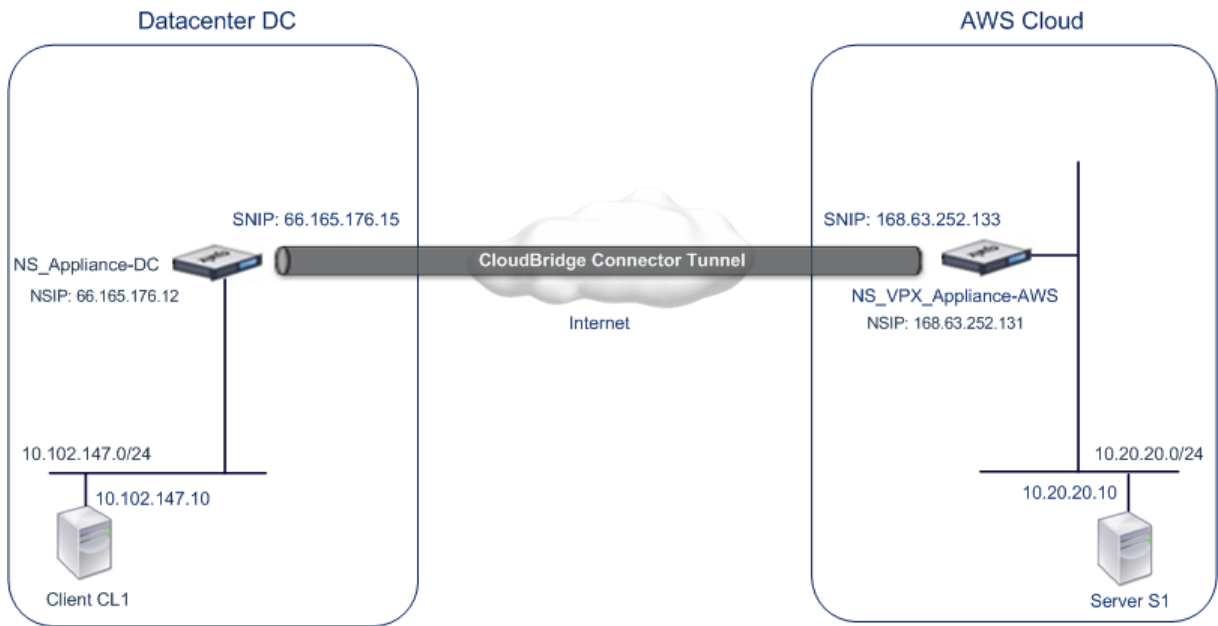 Datacenter DC
AWS Cloud
SNIP: 66.165.176.15
SNIP: 168.63.252.133
CloudBridge Connector Tunnel
NS_Appliance-DC
NSIP: 66.165.176.12
NS_VPX_Appliance-AWS
NSIP: 168.63.252.131
Internet
10.102.147.0/24
10.20.20.0/24
10.102.147.10
10.20.20.10
Client CL1
Server S1